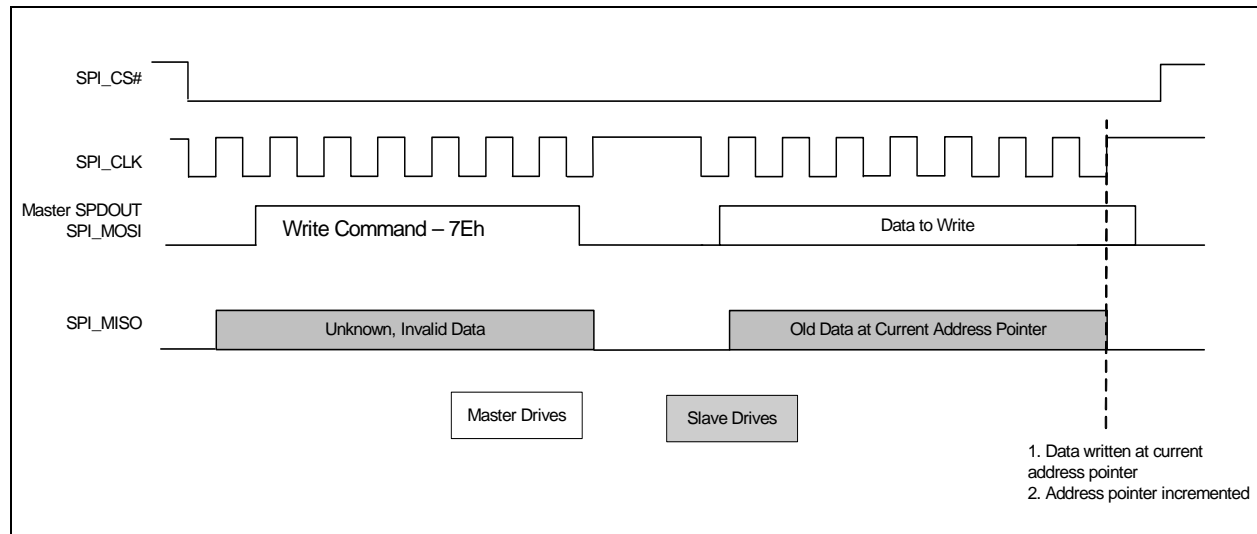 SPI_CS#
SPI_CLK
Master SPDOUT
SPI_MOSI
Write Command – 7Eh
Data to Write
SPI_MISO
Unknown, Invalid Data
Old Data at Current Address Pointer
Master Drives
Slave Drives
1. Data written at current
address pointer
2. Address pointer incremented